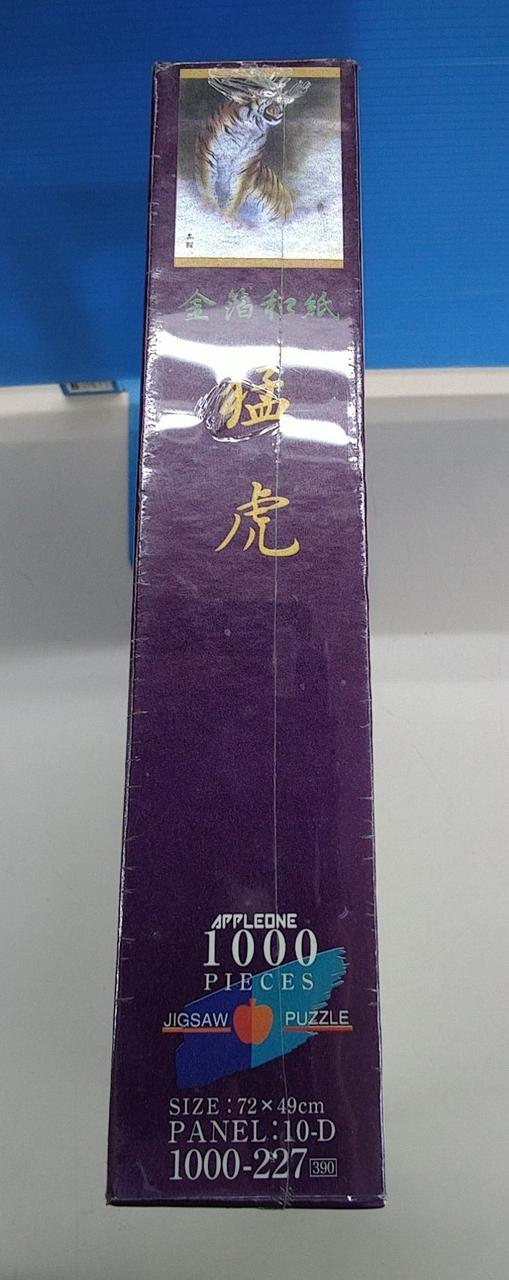 金箔和紙
猛虎
APPLEONE
1000
PIECES
JIGSAW PUZZLE
SIZE：72×49cm
PANEL：10-D
1000-227 390